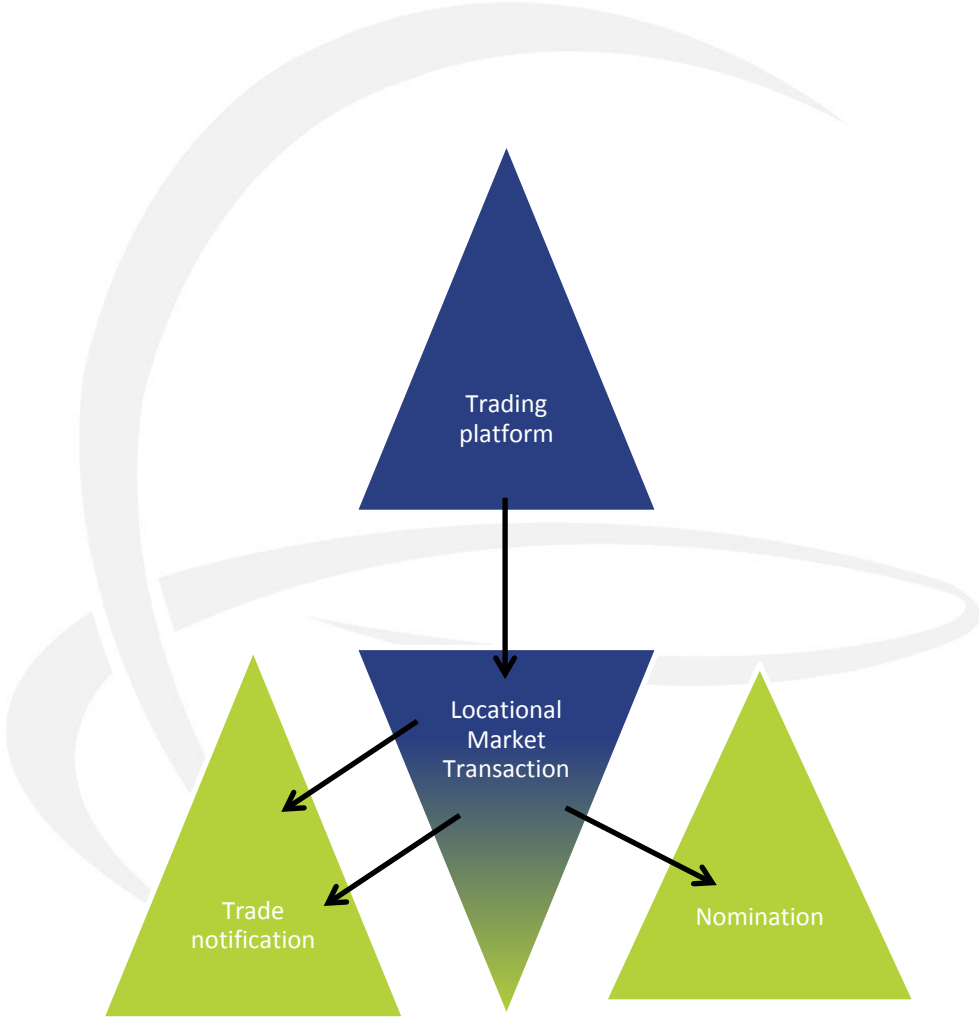 Trading
platform
Locational
Market
Transaction
Trade
notification
Nomination